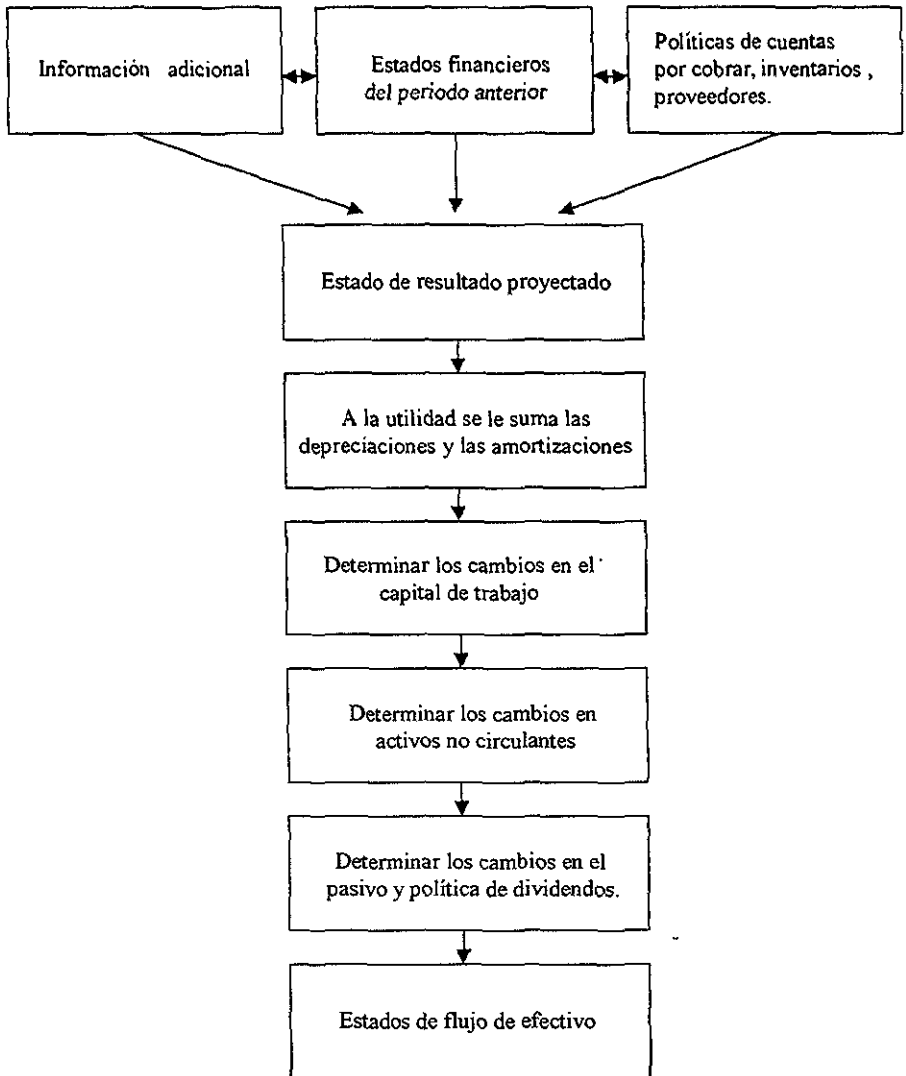 Información adicional
Estados financieros
del periodo anterior
Políticas de cuentas
por cobrar, inventarios ,
proveedores.
Estado de resultado proyectado
A la utilidad se le suma las
depreciaciones y las amortizaciones
Determinar los cambios en el
capital de trabajo
Determinar los cambios en
activos no circulantes
Determinar los cambios en el
pasivo y política de dividendos.
Estados de flujo de efectivo